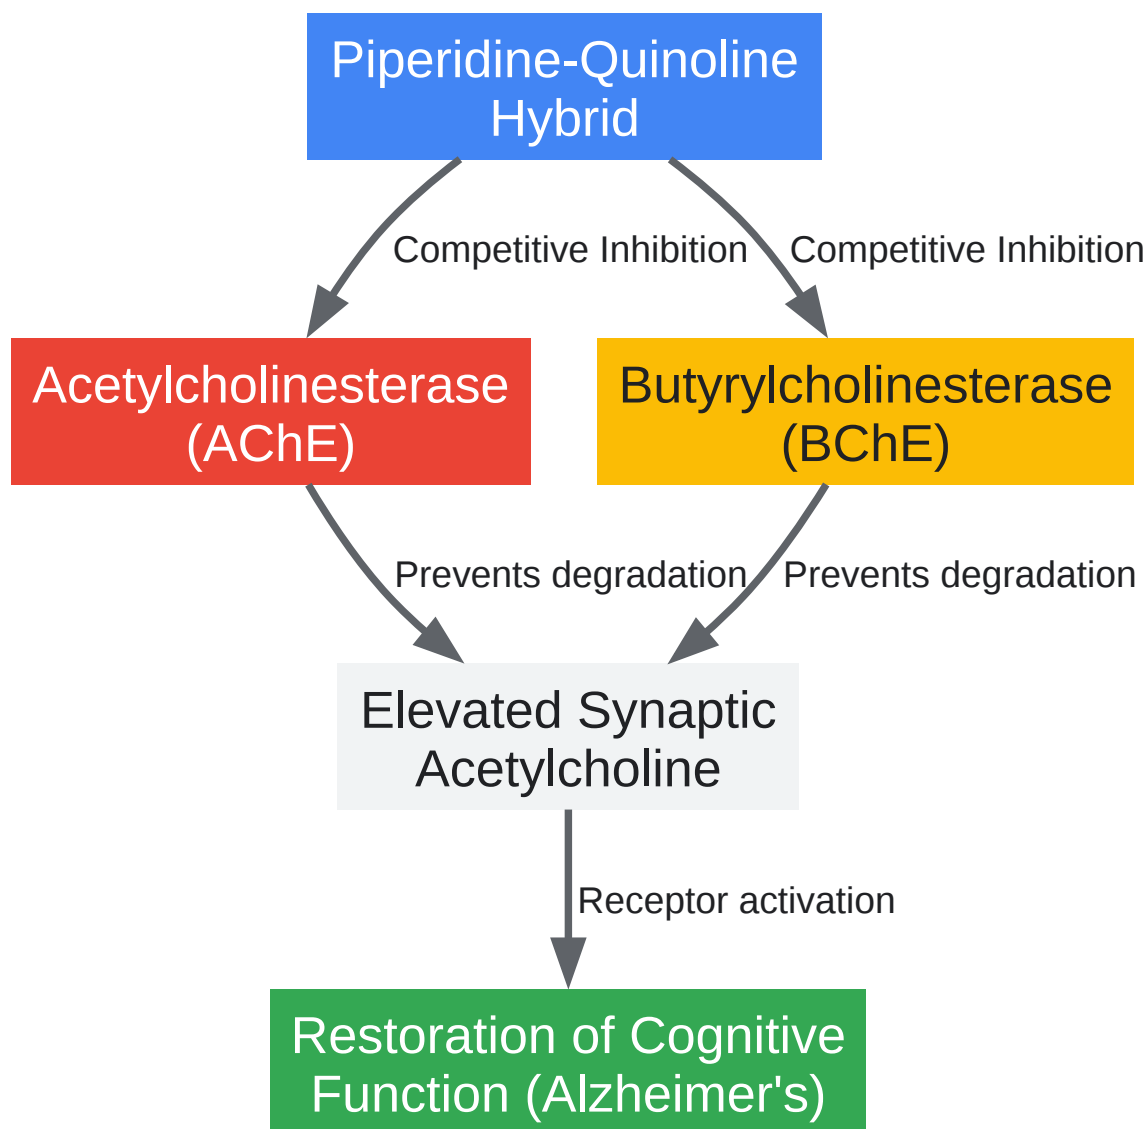 Piperidine-Quinoline
Hybrid
Competitive Inhibition
Competitive Inhibition
Acetylcholinesterase
(AChE)
Butyrylcholinesterase
(BChE)
Prevents degradation
Prevents degradation
Elevated Synaptic
Acetylcholine
Receptor activation
Restoration of Cognitive
Function (Alzheimer's)